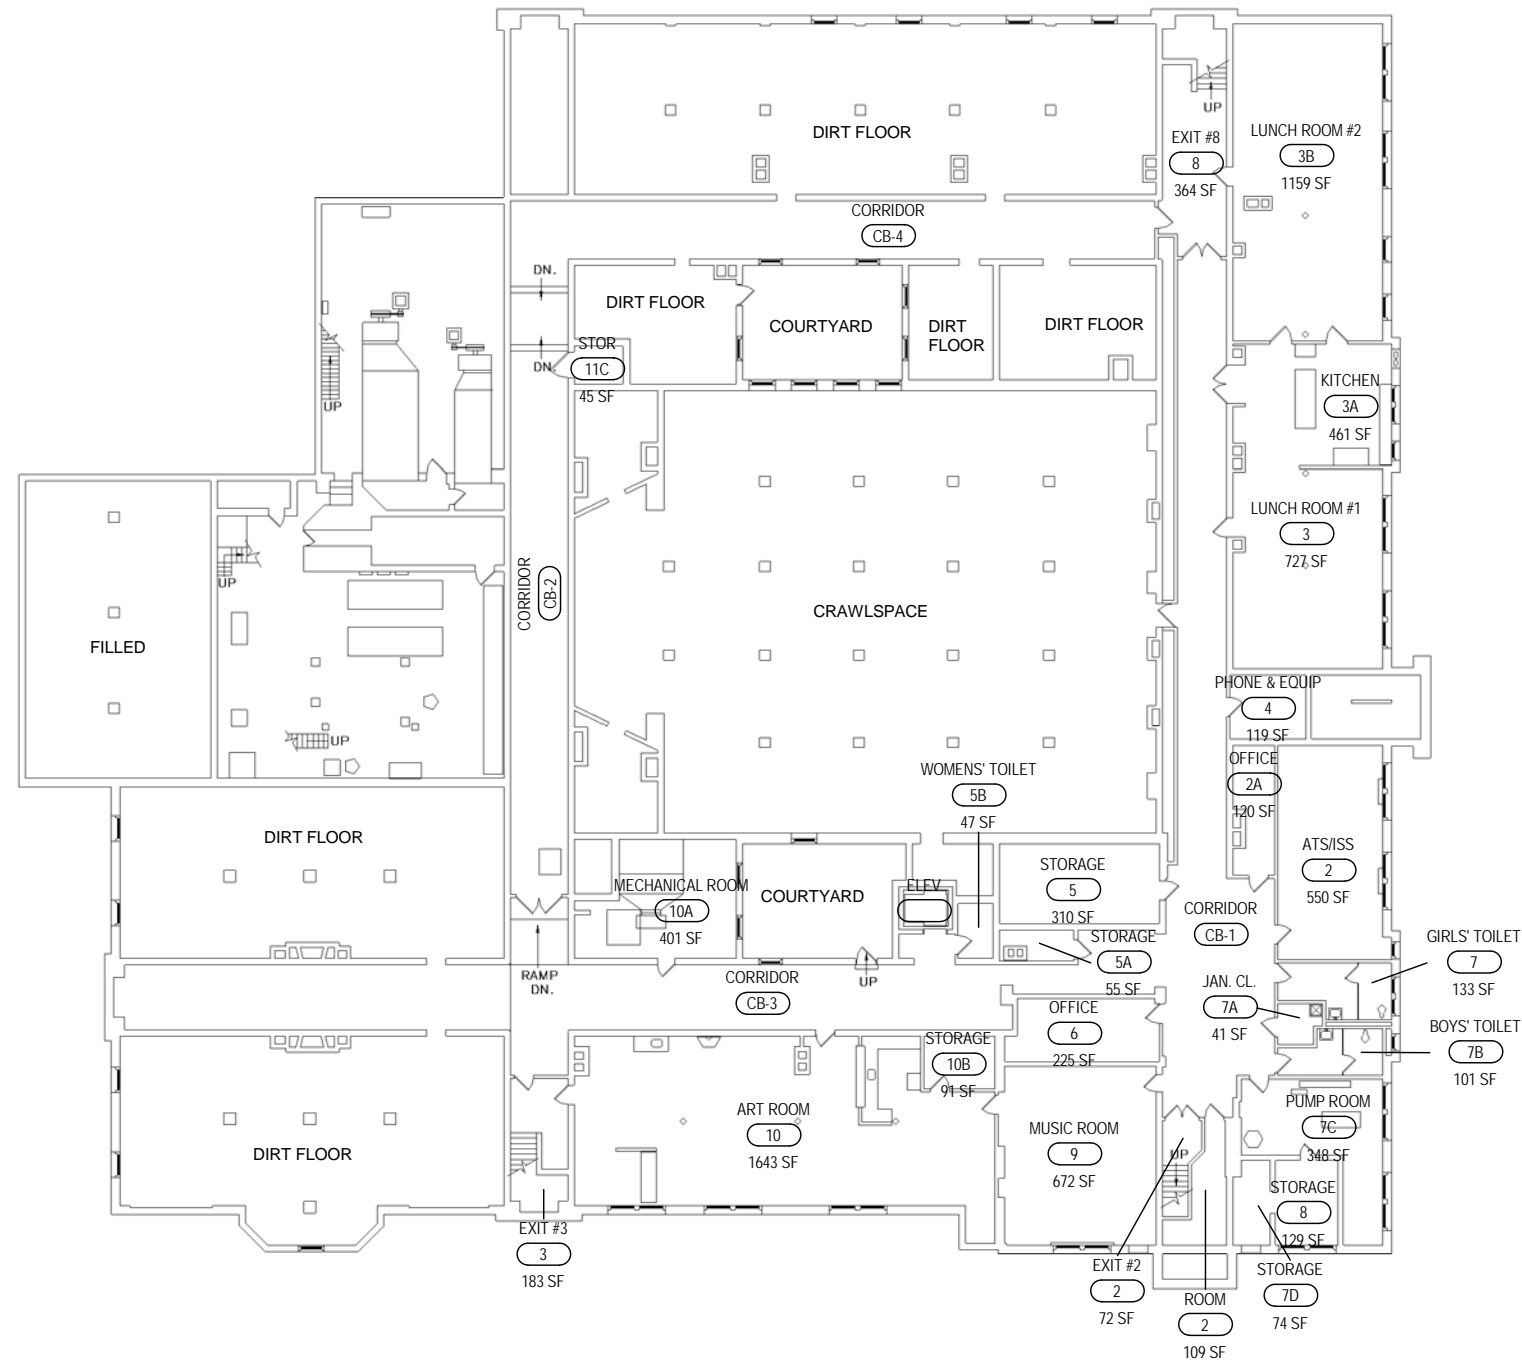 DIRT FLOOR
UP
EXIT #8
8
364 SF
LUNCH ROOM #2
3B
1159 SF
CORRIDOR
CB-4
DN.
DIRT FLOOR
COURTYARD
DIRT
FLOOR
DIRT FLOOR
STOR
11C
45 SF
DN.
UP
KITCHEN
3A
461 SF
LUNCH ROOM #1
3
727 SF
UP
CORRIDOR
CB-2
CRAWLSPACE
FILLED
UP
PHONE & EQUIP
4
119 SF
OFFICE
2A
120 SF
WOMENS' TOILET
5B
47 SF
DIRT FLOOR
ATS/ISS
2
550 SF
MECHANICAL ROOM
10A
401 SF
COURTYARD
ELEV
STORAGE
5
310 SF
CORRIDOR
CB-1
STORAGE
5A
55 SF
GIRLS' TOILET
7
133 SF
RAMP
DN.
CORRIDOR
CB-3
UP
JAN. CL.
7A
41 SF
OFFICE
6
225 SF
BOYS' TOILET
7B
101 SF
STORAGE
10B
91 SF
ART ROOM
10
1643 SF
MUSIC ROOM
9
672 SF
PUMP ROOM
7C
348 SF
DIRT FLOOR
UP
STORAGE
8
129 SF
EXIT #3
3
183 SF
EXIT #2
2
72 SF
STORAGE
7D
74 SF
ROOM
2
109 SF